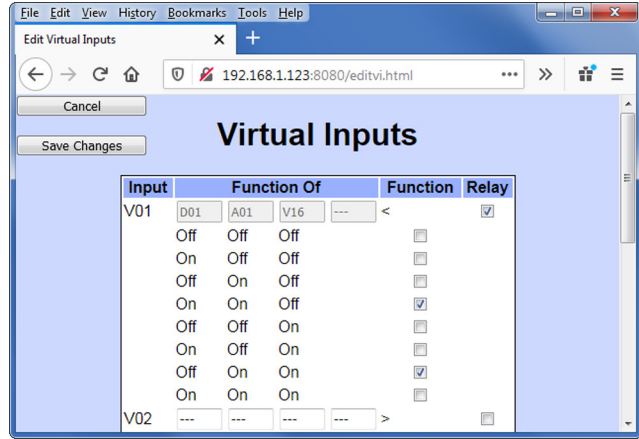 File Edit View History Bookmarks Tools Help
Edit Virtual Inputs
192.168.1.123:8080/editvi.html
Cancel
Save Changes
Virtual Inputs
Input Function Of Function Relay
V01 D01 A01 V16 --- <
Off Off Off
On Off Off
Off On Off
On On Off
Off Off On
On Off On
Off On On
On On On
V02 --- --- --- --- >